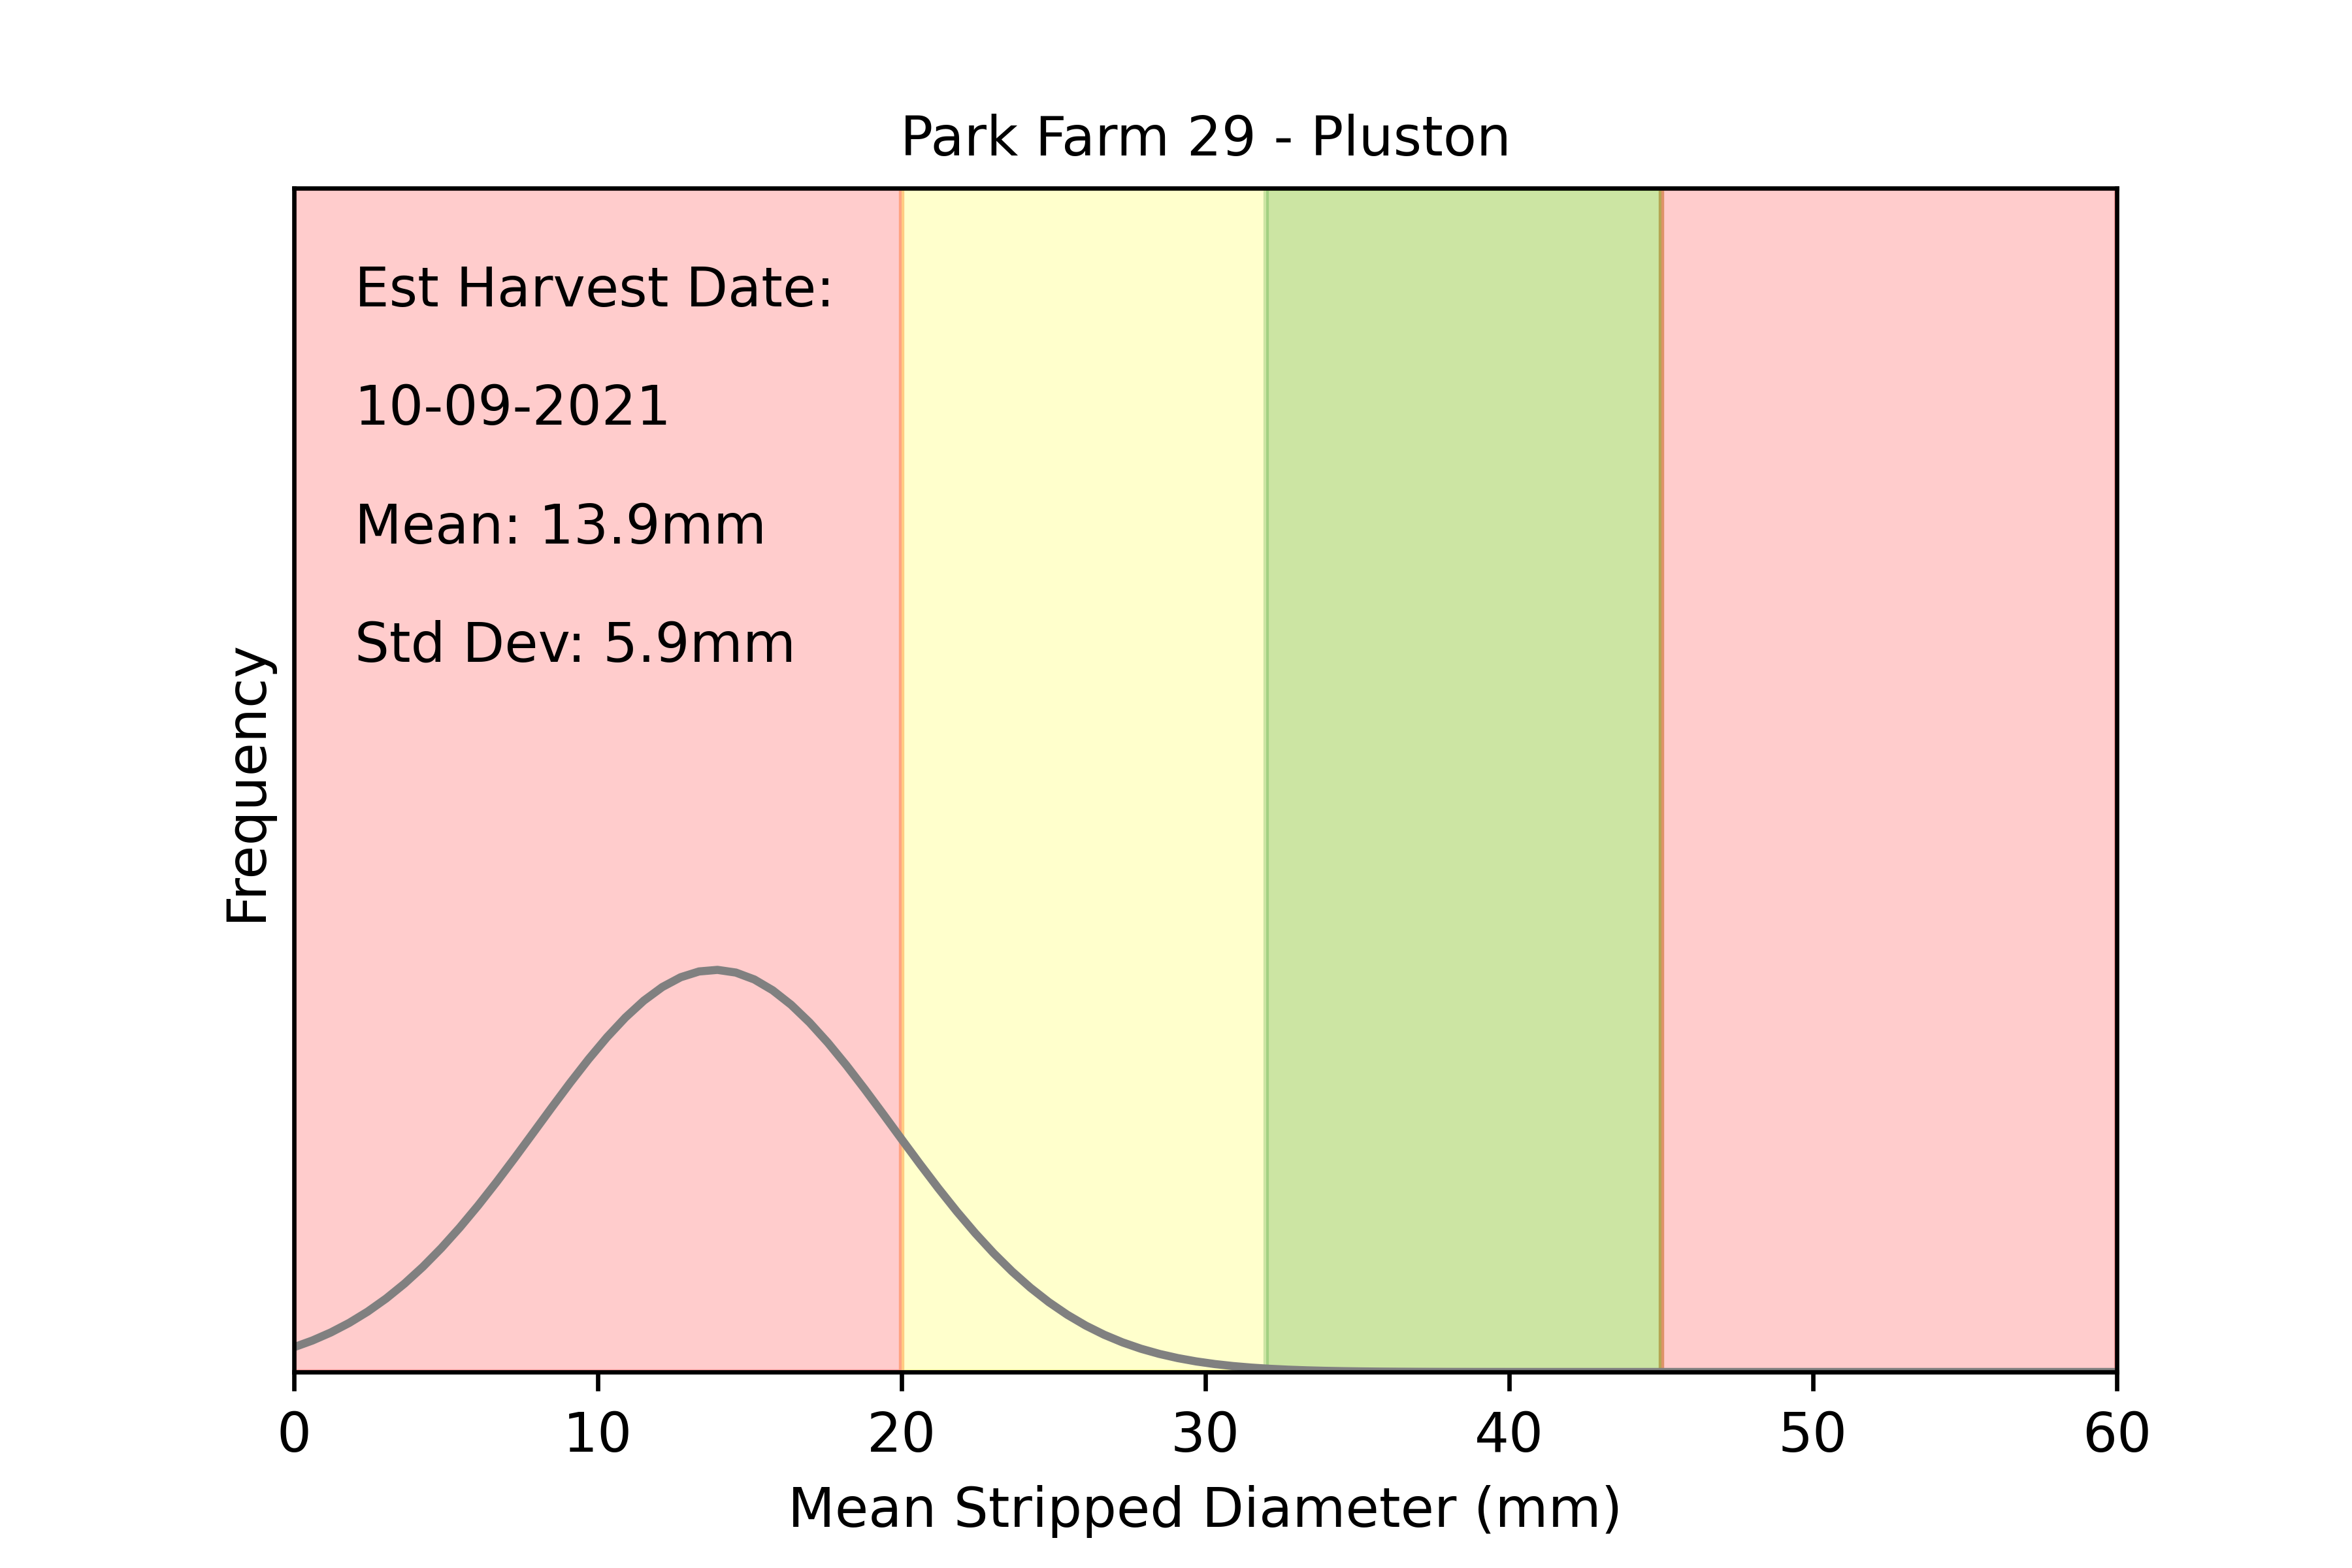 Park Farm 29 - Pluston
Est Harvest Date:
10-09-2021
Mean: 13.9mm
Std Dev: 5.9mm
Frequency
0 10 20 30 40 50 60
Mean Stripped Diameter (mm)